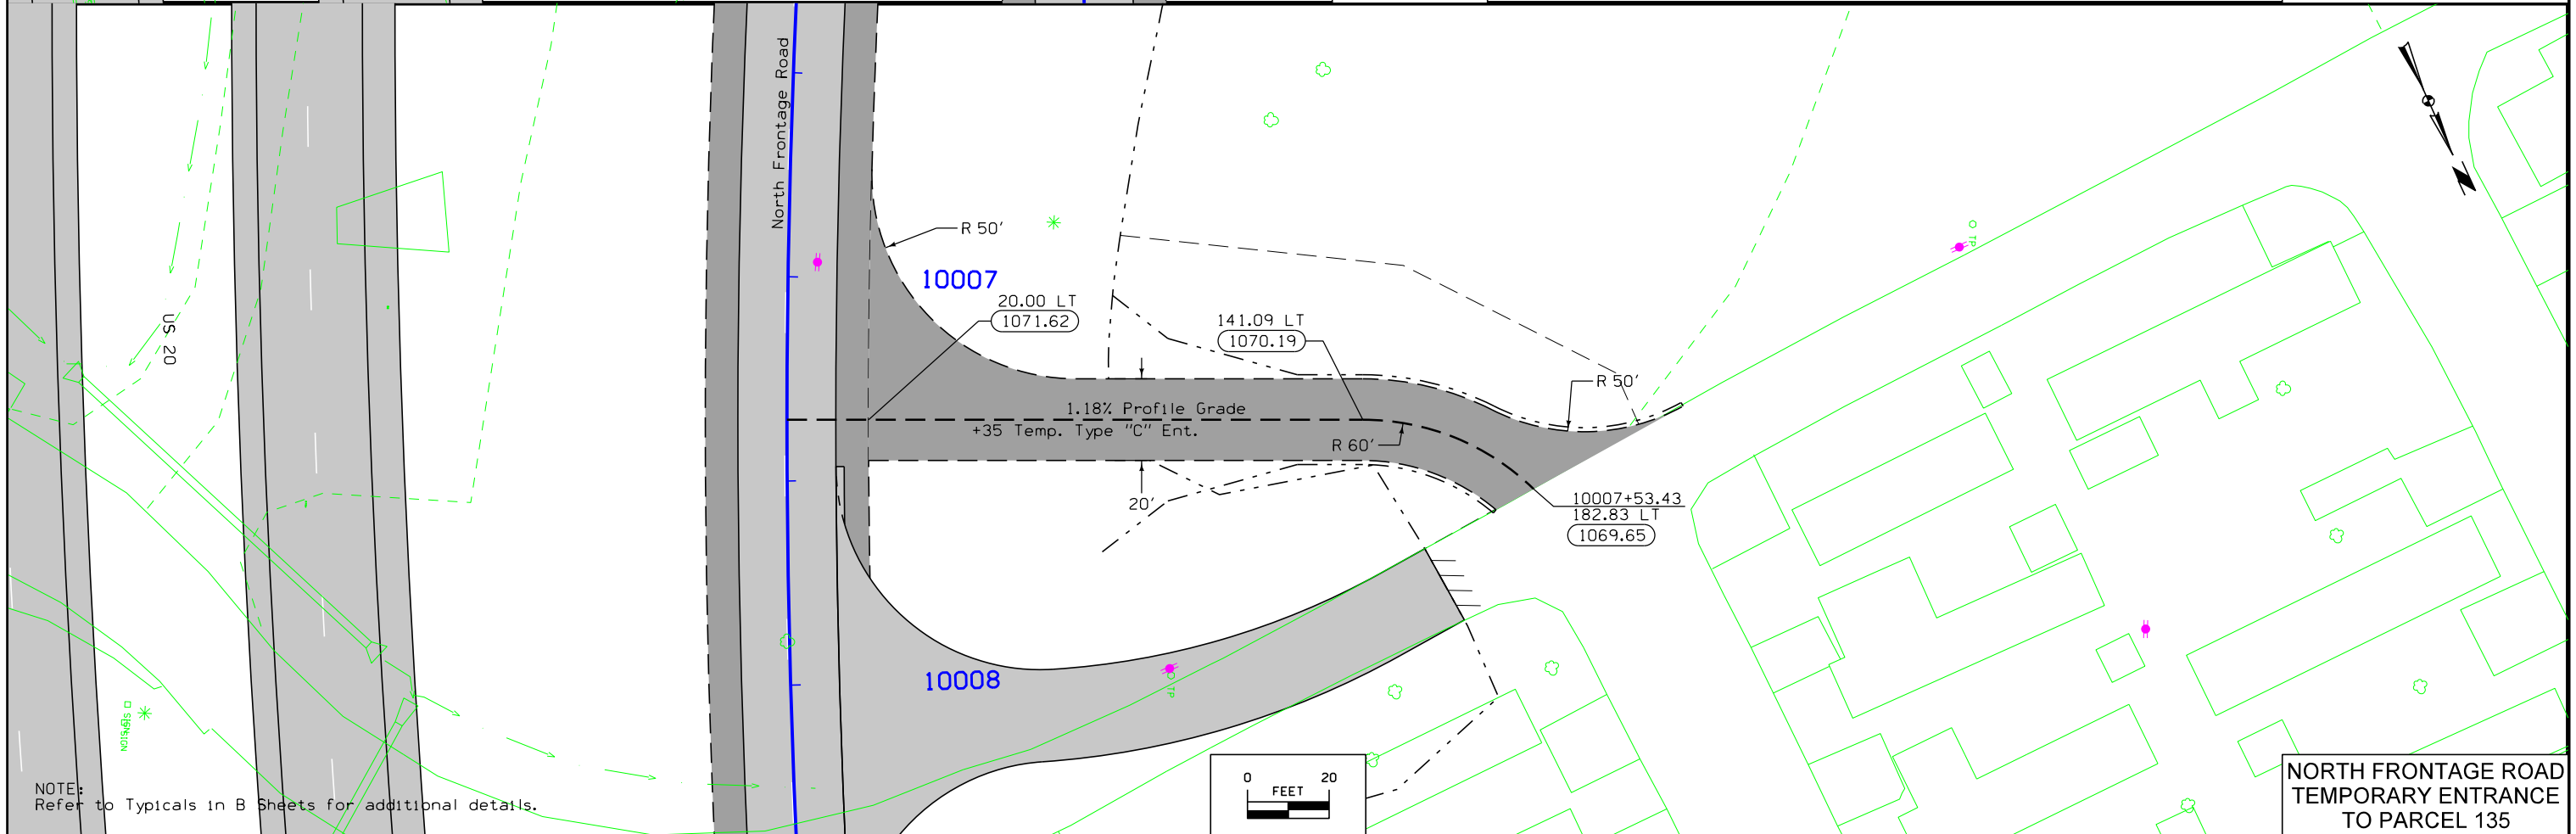 North Frontage Road
R 50'
10007
20.00 LT
1071.62
141.09 LT
1070.19
US 20
1.18% Profile Grade
+35 Temp. Type "C" Ent.
R 60'
R 50'
20'
10007+53.43
182.83 LT
1069.65
TP
10008
TP
SIGN
NOTE:
Refer to Typicals in B Sheets for additional details.
0 20
FEET
NORTH FRONTAGE ROAD
TEMPORARY ENTRANCE
TO PARCEL 135